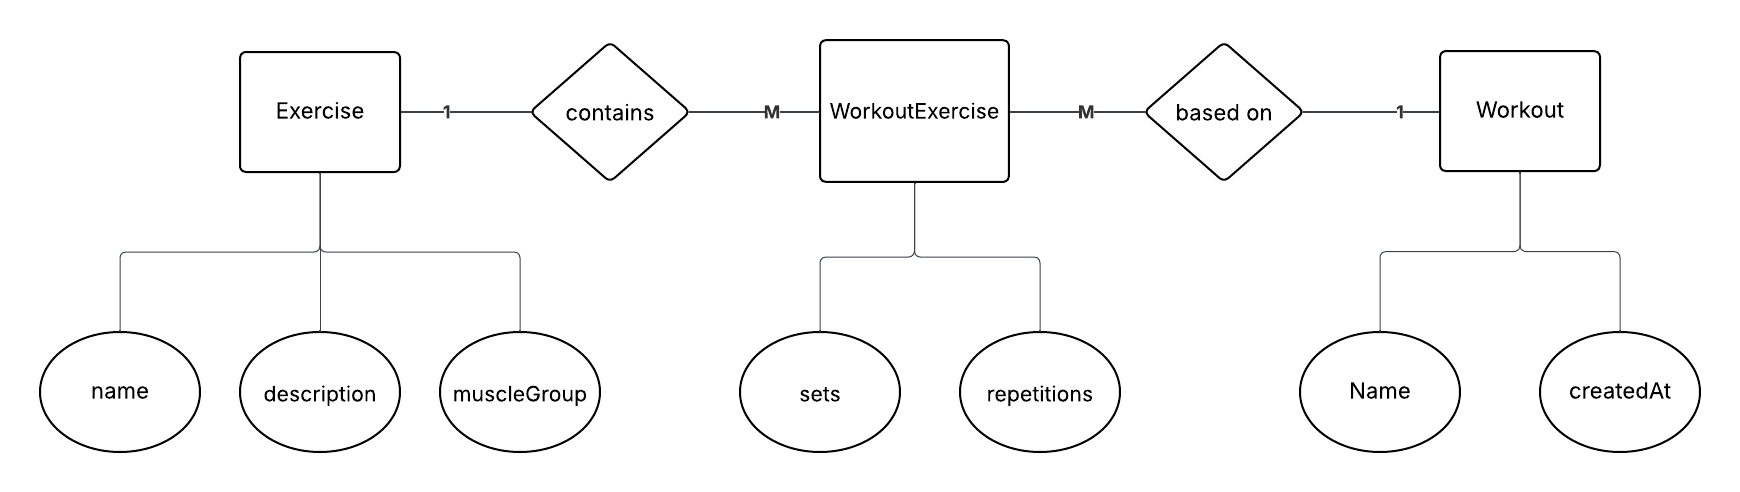 Exercise
1
contains
M
WorkoutExercise
M
based on
1
Workout
name
description
muscleGroup
sets
repetitions
Name
createdAt